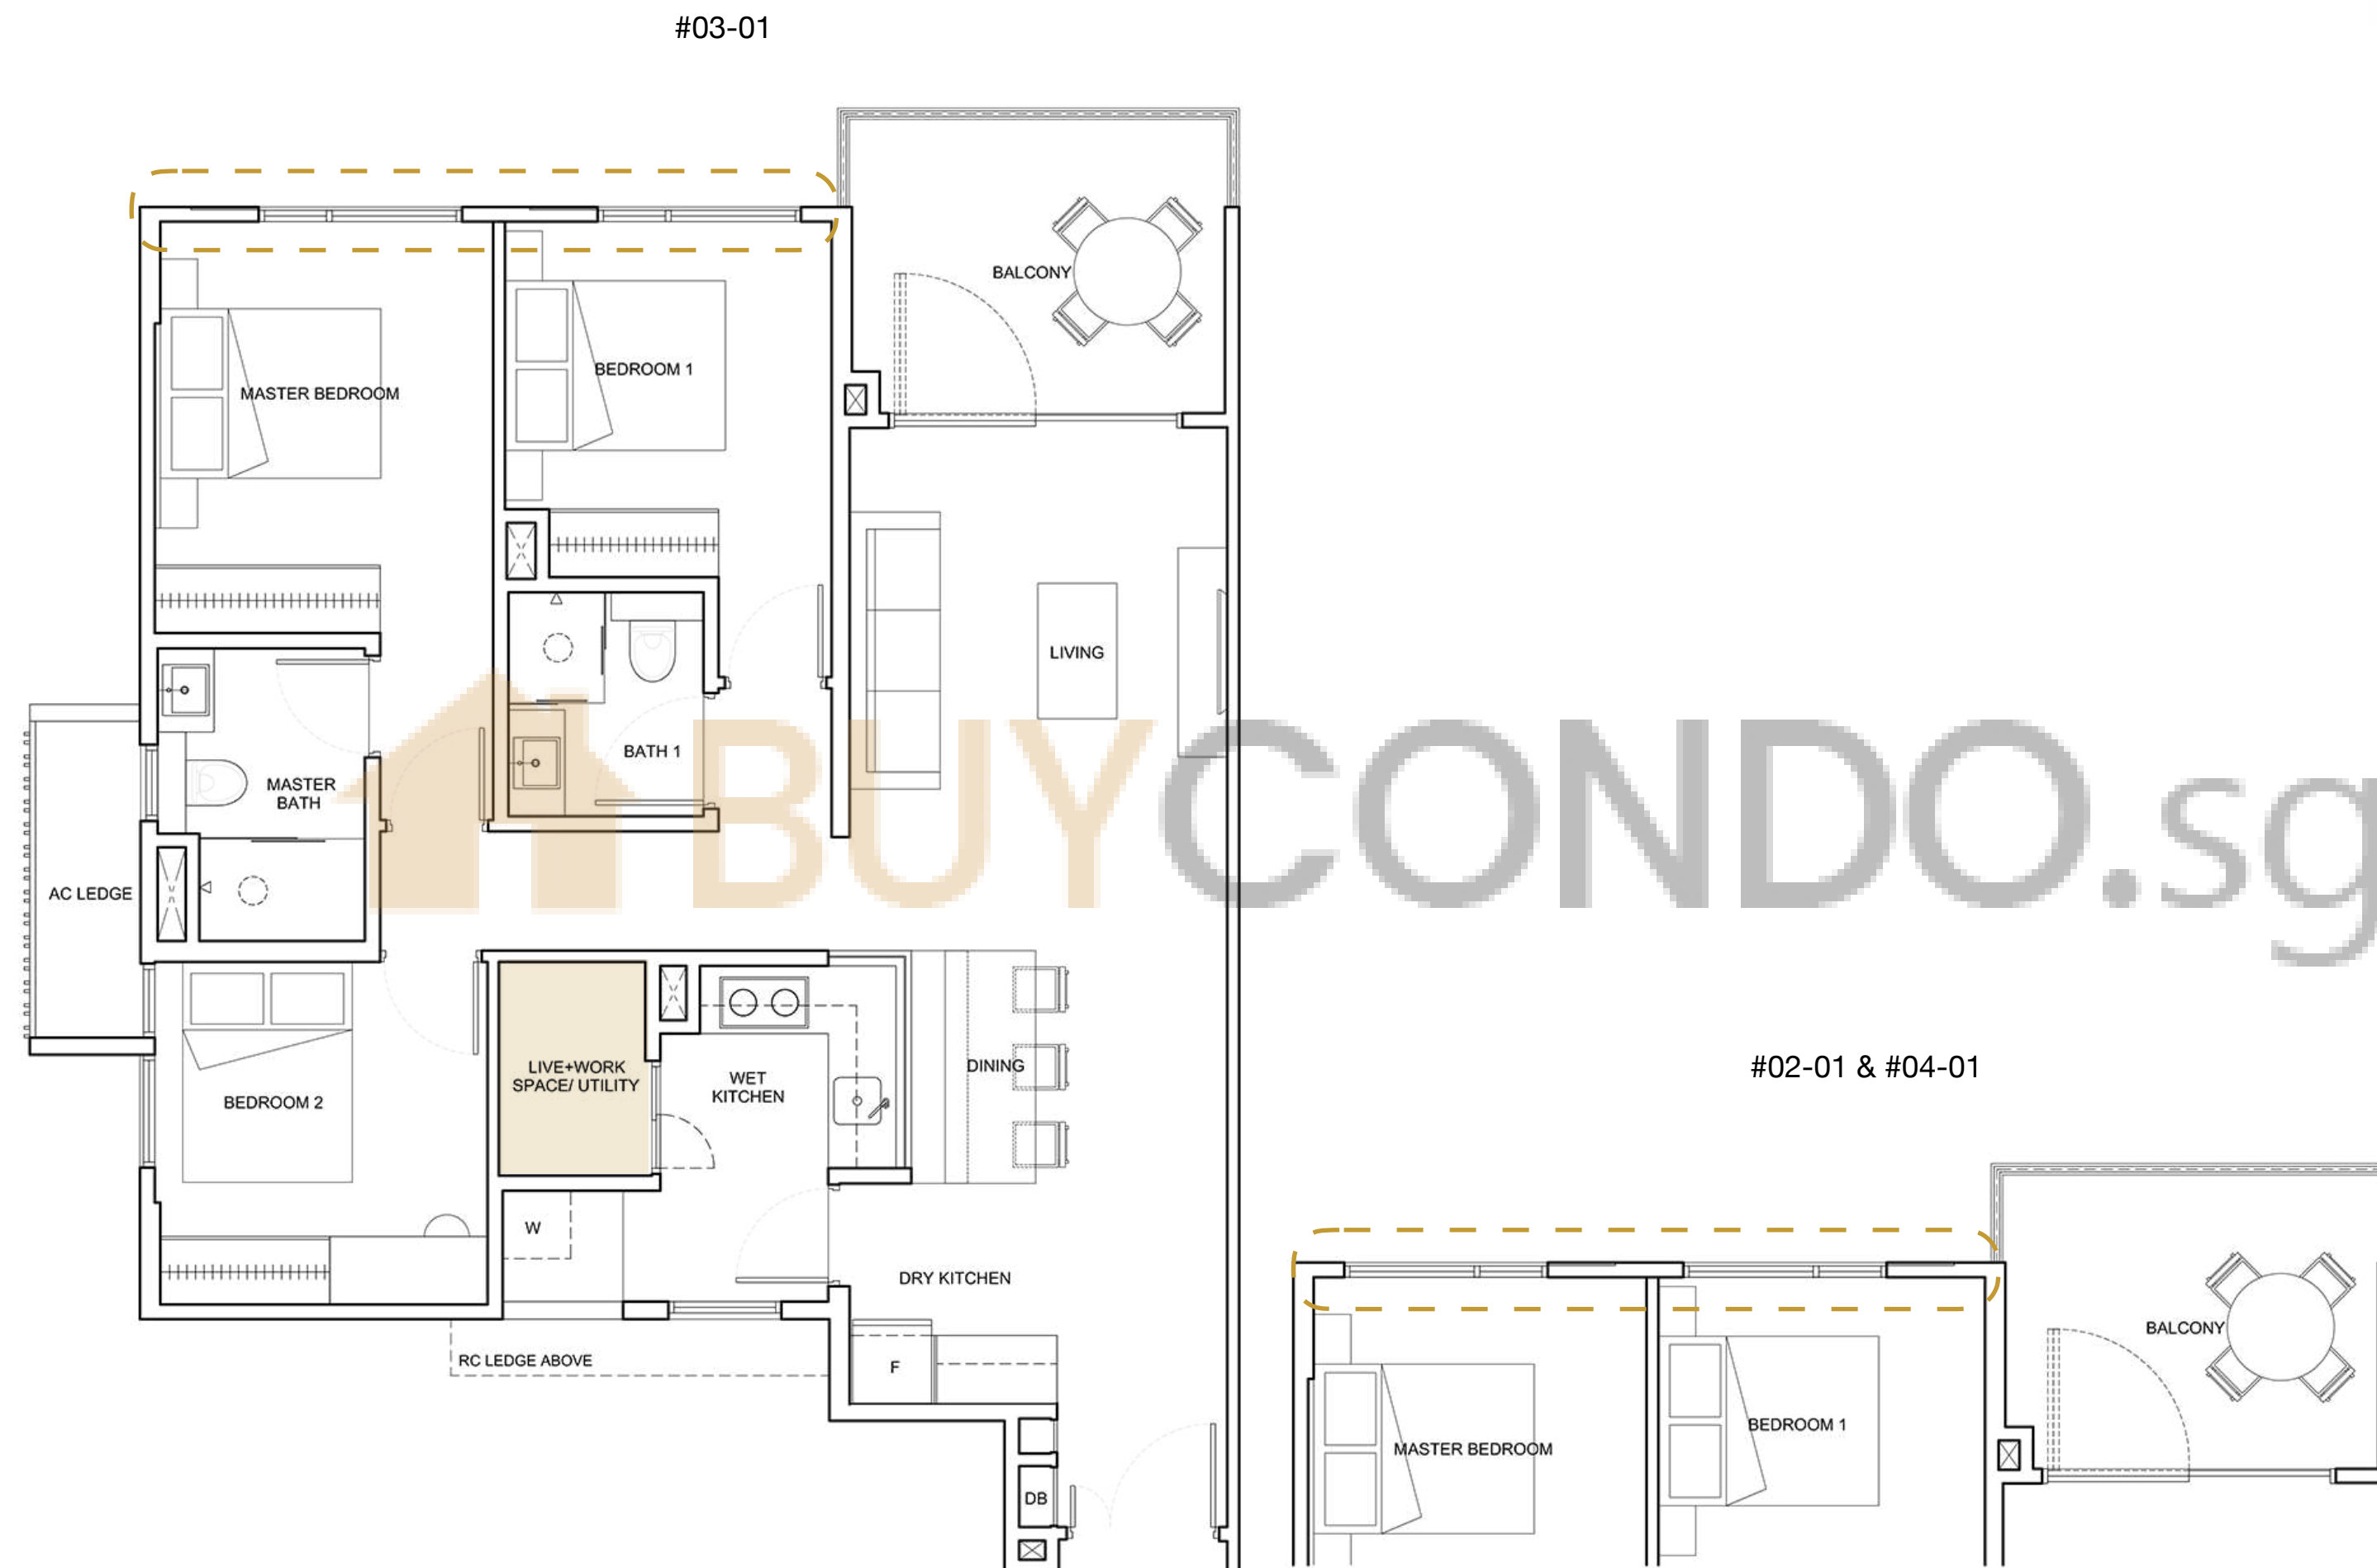 #03-01
BALCONY
BEDROOM 1
MASTER BEDROOM
LIVING
BATH 1
MASTER
BATH
BUYCONDO.sg
AC LEDGE
LIVE+WORK
SPACE/ UTILITY
WET
KITCHEN
DINING
BEDROOM 2
W
DRY KITCHEN
RC LEDGE ABOVE
F
DB
#02-01 & #04-01
BALCONY
BEDROOM 1
MASTER BEDROOM